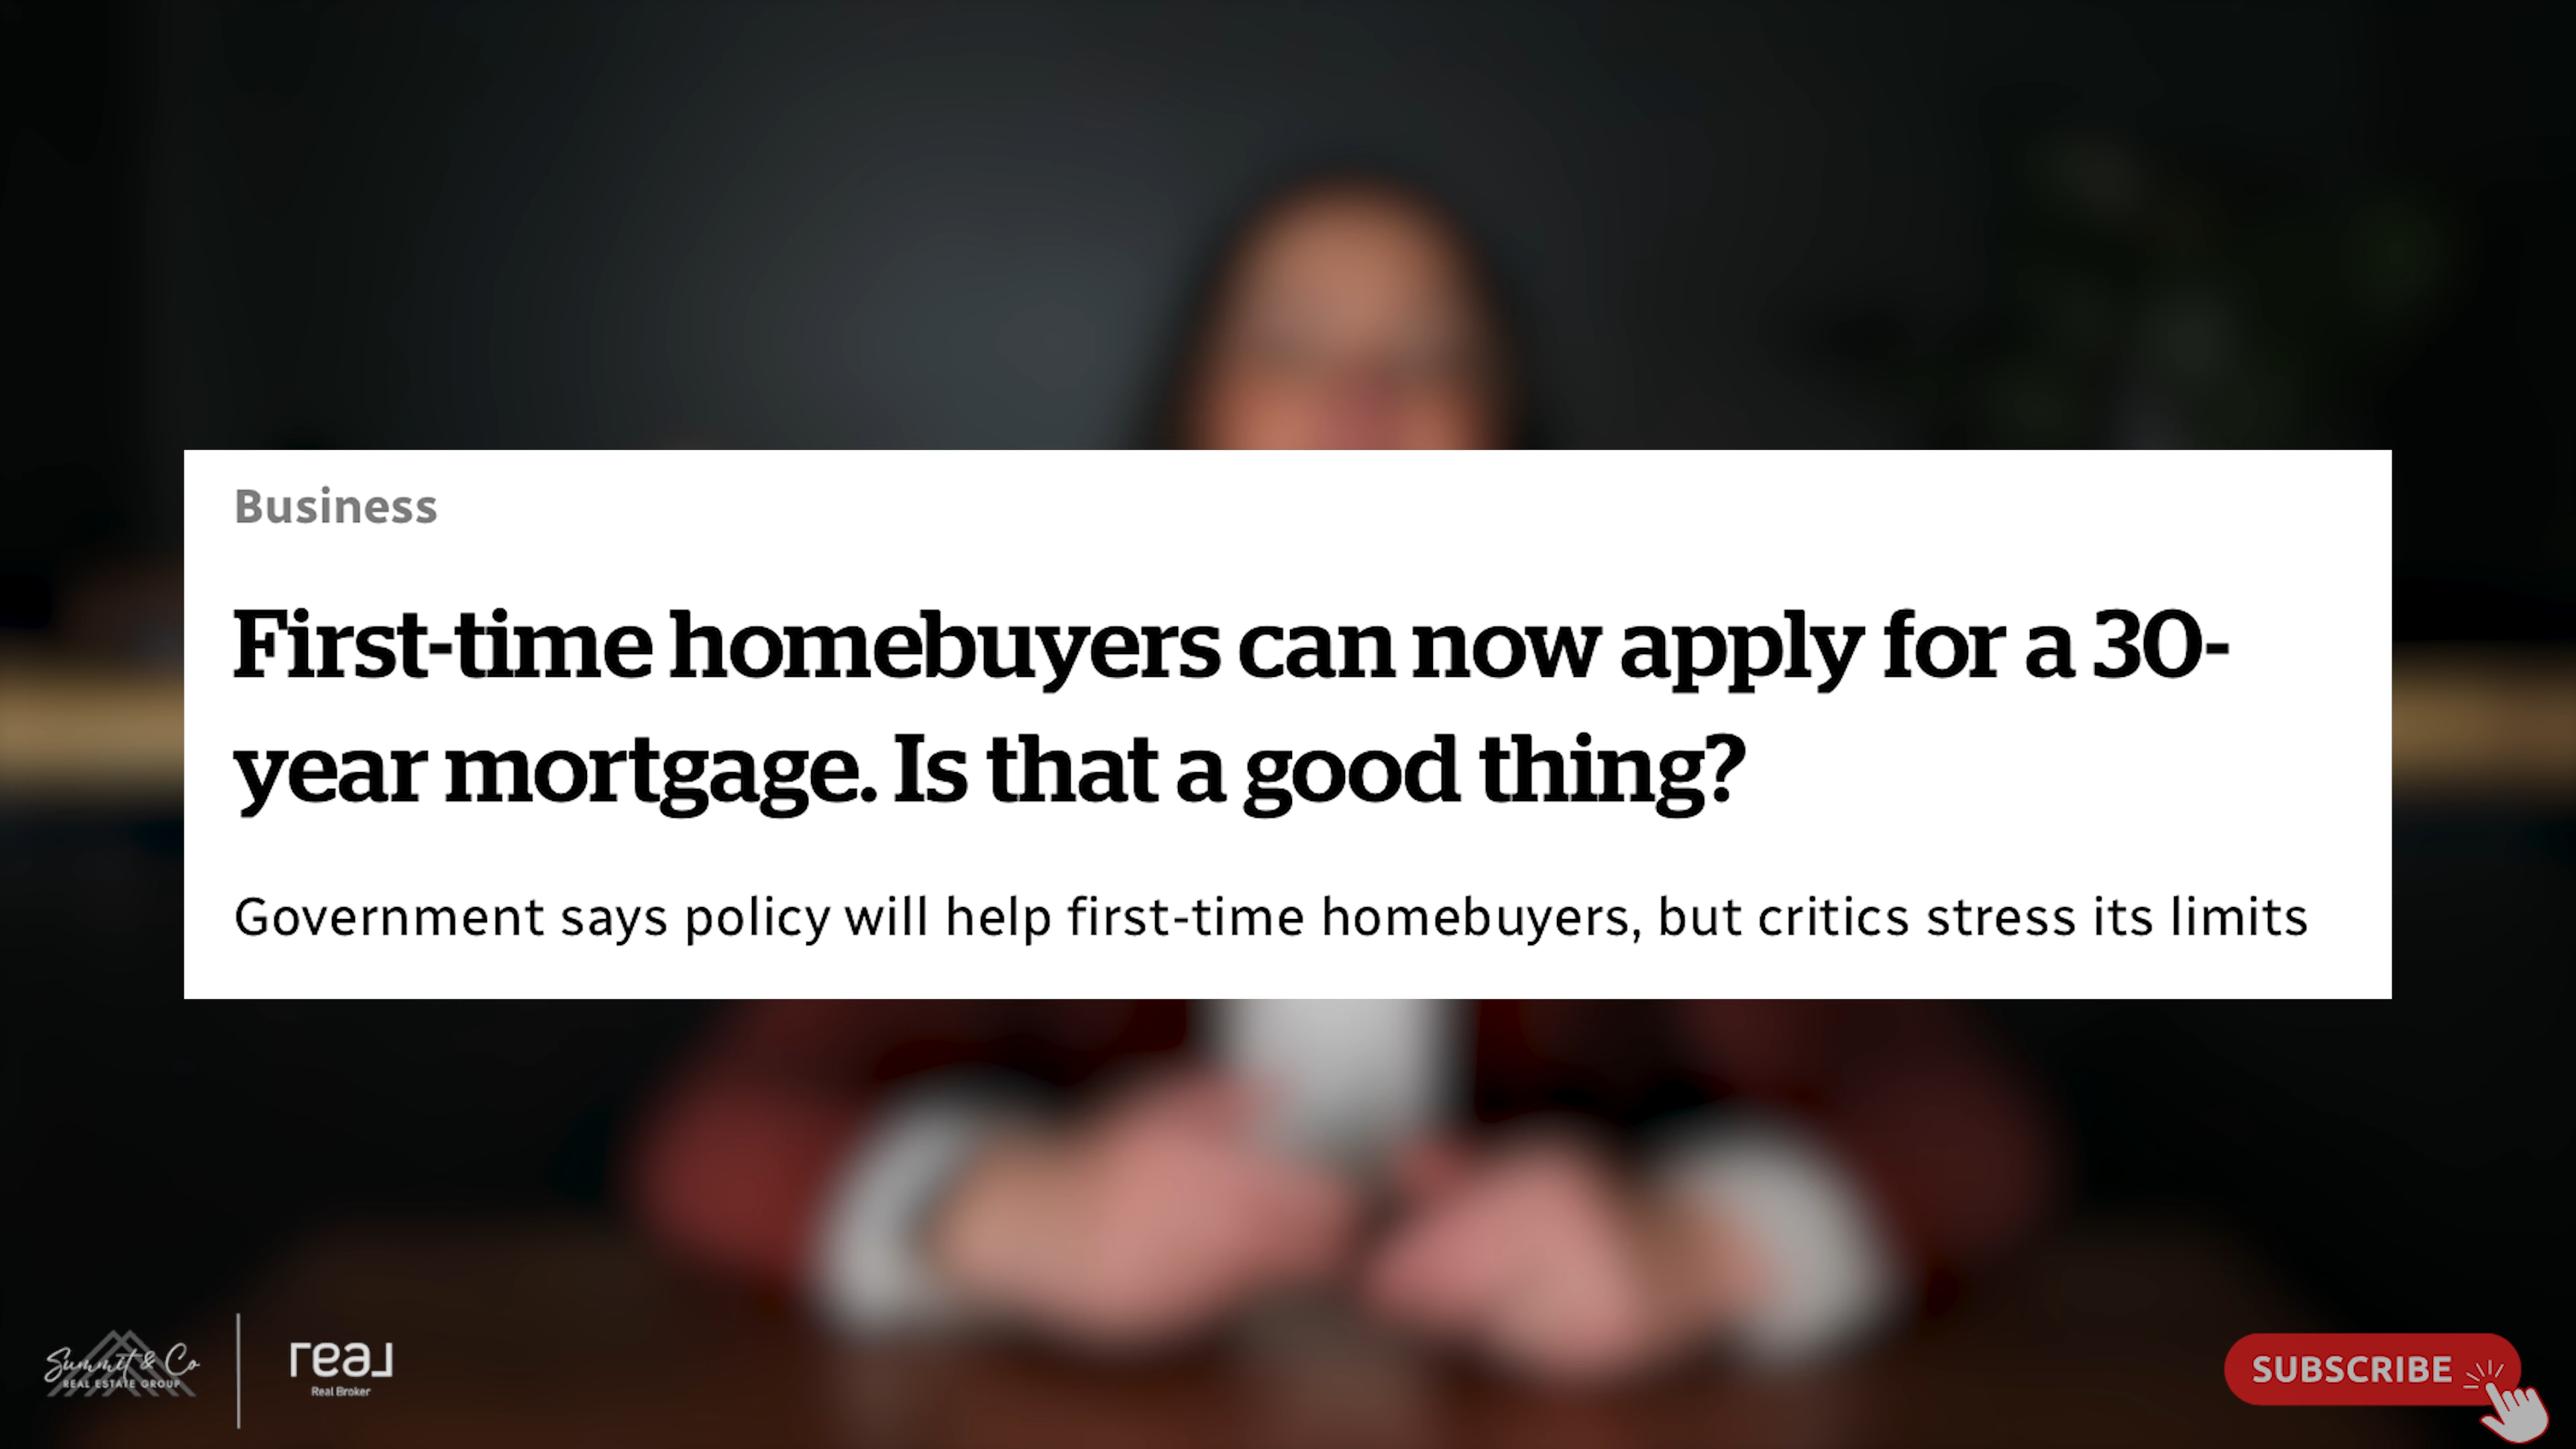 Business
First-time homebuyers can now apply for a 30-
year mortgage. Is that a good thing?
Government says policy will help first-time homebuyers, but critics stress its limits
Summit & Co
REAL ESTATE GROUP
real
Real Broker
SUBSCRIBE